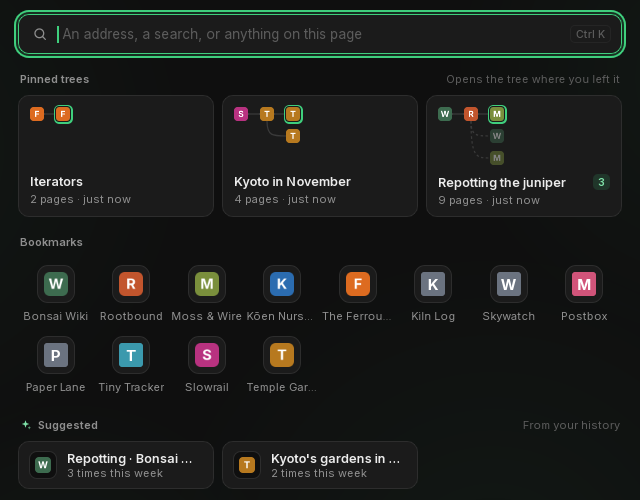 An address, a search, or anything on this page
Ctrl K
Pinned trees
Opens the tree where you left it
F F
S T T
T
W R M
W
M
Iterators
2 pages · just now
Kyoto in November
4 pages · just now
Repotting the juniper
3
9 pages · just now
Bookmarks
W R M K F K W M
Bonsai Wiki
Rootbound
Moss & Wire
Kōen Nurs...
The Ferrou...
Kiln Log
Skywatch
Postbox
P T S T
Paper Lane
Tiny Tracker
Slowrail
Temple Gar...
Suggested
From your history
W
Repotting · Bonsai ...
3 times this week
T
Kyoto's gardens in ...
2 times this week